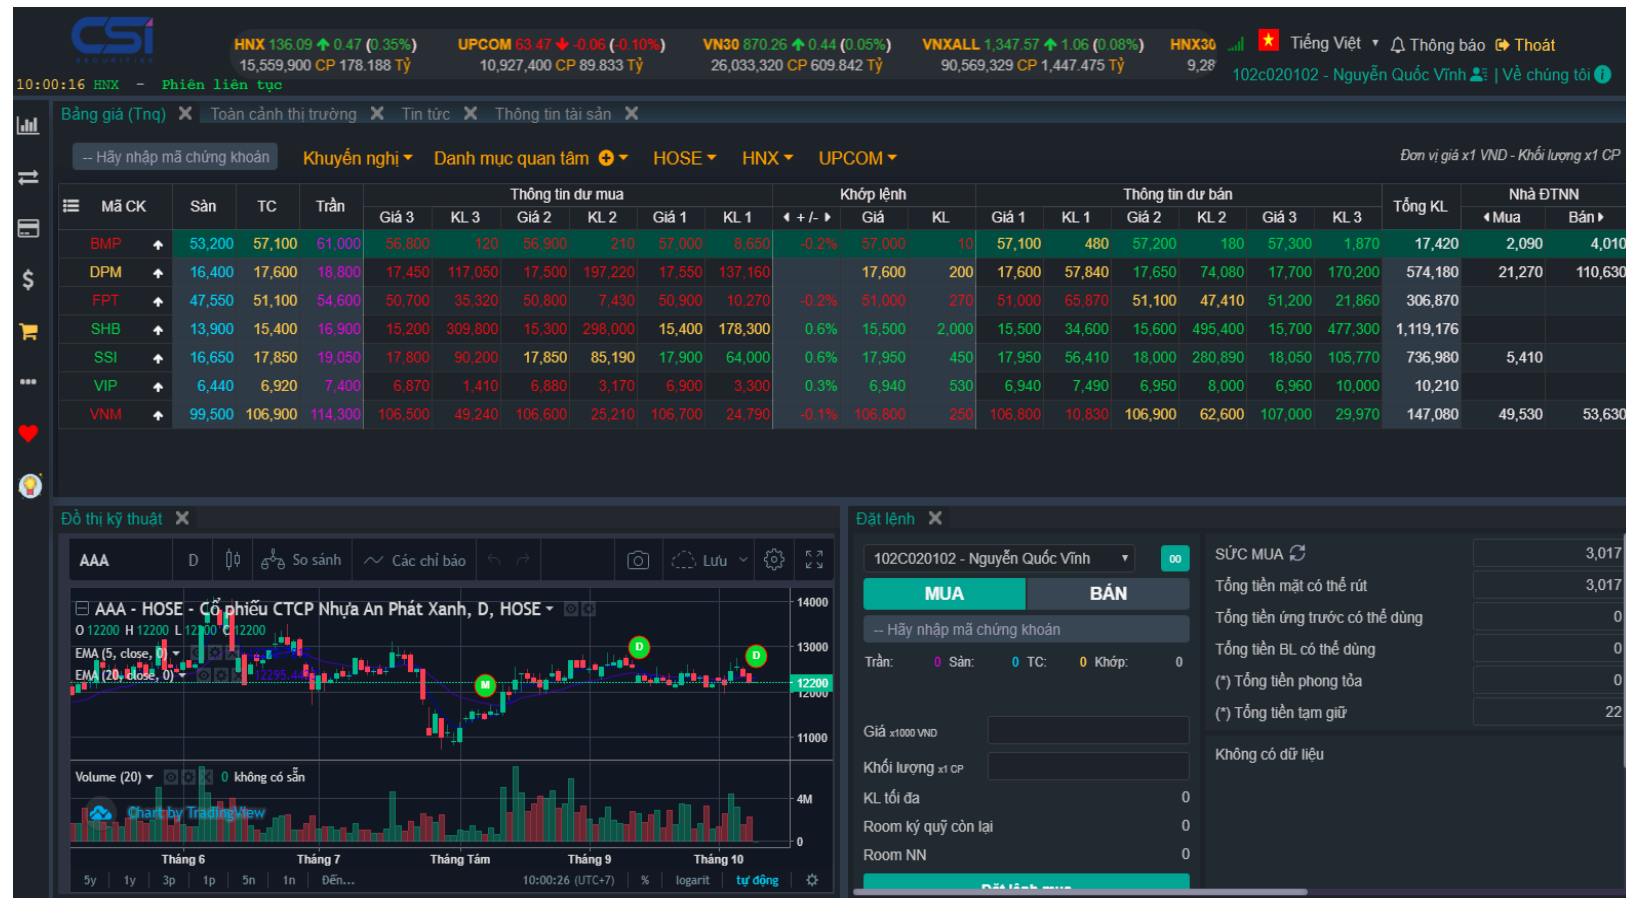 CSi
SECURITIES
HNX 136.09 0.47 (0.35%) UPCOM 63.47 -0.06 (-0.10%) VN30 870.26 0.44 (0.05%) VNXALL 1,347.57 1.06 (0.08%) HNX30
15,559,900 CP 178.188 Tỷ 10,927,400 CP 89.833 Tỷ 26,033,320 CP 609.842 Tỷ 90,569,329 CP 1,447.475 Tỷ 9,28
Tiếng Việt Thông báo Thoát
102c020102 - Nguyễn Quốc Vĩnh | Về chúng tôi
10:00:16 HNX - Phiên liên tục
Bảng giá (Tnq) Toàn cảnh thị trường Tin tức Thông tin tài sản
-- Hãy nhập mã chứng khoán Khuyến nghị Danh mục quan tâm HOSE HNX UPCOM Đơn vị giá x1 VND - Khối lượng x1 CP
Mã CK Sàn TC Trần Thông tin dư mua Khớp lệnh Thông tin dư bán Tổng KL Nhà ĐTNN
Giá 3 KL 3 Giá 2 KL 2 Giá 1 KL 1 + /- Giá KL Giá 1 KL 1 Giá 2 KL 2 Giá 3 KL 3 Mua Bán
BMP 53,200 57,100 61,000 56,800 120 56,900 210 57,000 8,650 -0.2% 57,000 10 57,100 480 57,200 180 57,300 1,870 17,420 2,090 4,010
DPM 16,400 17,600 18,800 17,450 117,050 17,500 197,220 17,550 137,160 17,600 200 17,600 57,840 17,650 74,080 17,700 170,200 574,180 21,270 110,630
FPT 47,550 51,100 54,600 50,700 35,320 50,800 7,430 50,900 10,270 -0.2% 51,000 270 51,000 65,870 51,100 47,410 51,200 21,860 306,870
SHB 13,900 15,400 16,900 15,200 309,800 15,300 298,000 15,400 178,300 0.6% 15,500 2,000 15,500 34,600 15,600 495,400 15,700 477,300 1,119,176
SSI 16,650 17,850 19,050 17,800 90,200 17,850 85,190 17,900 64,000 0.6% 17,950 450 17,950 56,410 18,000 280,890 18,050 105,770 736,980 5,410
VIP 6,440 6,920 7,400 6,870 1,410 6,880 3,170 6,900 3,300 0.3% 6,940 530 6,940 7,490 6,950 8,000 6,960 10,000 10,210
VNM 99,500 106,900 114,300 106,500 49,240 106,600 25,210 106,700 24,790 -0.1% 106,800 250 106,800 10,830 106,900 62,600 107,000 29,970 147,080 49,530 53,630
Đồ thị kỹ thuật
AAA D So sánh Các chỉ báo Lưu
AAA - HOSE - Cổ phiếu CTCP Nhựa An Phát Xanh, D, HOSE
O 12200 H 12200 L 12200 C 12200
EMA (5, close, 0)
EMA (20, close, 0)
14000
13000
12200
12000
11000
D
D
M
Volume (20) 0 không có sẵn
Chart by TradingView
4M
0
Tháng 6 Tháng 7 Tháng Tám Tháng 9 Tháng 10
5y 1y 3p 1p 5n 1n Đến... 10:00:26 (UTC+7) % logarit tự động
Đặt lệnh
102C020102 - Nguyễn Quốc Vĩnh 00
MUA BÁN
-- Hãy nhập mã chứng khoán
Trần: 0 Sàn: 0 TC: 0 Khớp: 0
Giá x1000 VND
Khối lượng x1 CP
KL tối đa 0
Room ký quỹ còn lại 0
Room NN 0
Đặt lệnh mua
SỨC MUA 3,017
Tổng tiền mặt có thể rút 3,017
Tổng tiền ứng trước có thể dùng 0
Tổng tiền BL có thể dùng 0
(*) Tổng tiền phong tỏa 0
(*) Tổng tiền tạm giữ 22
Không có dữ liệu